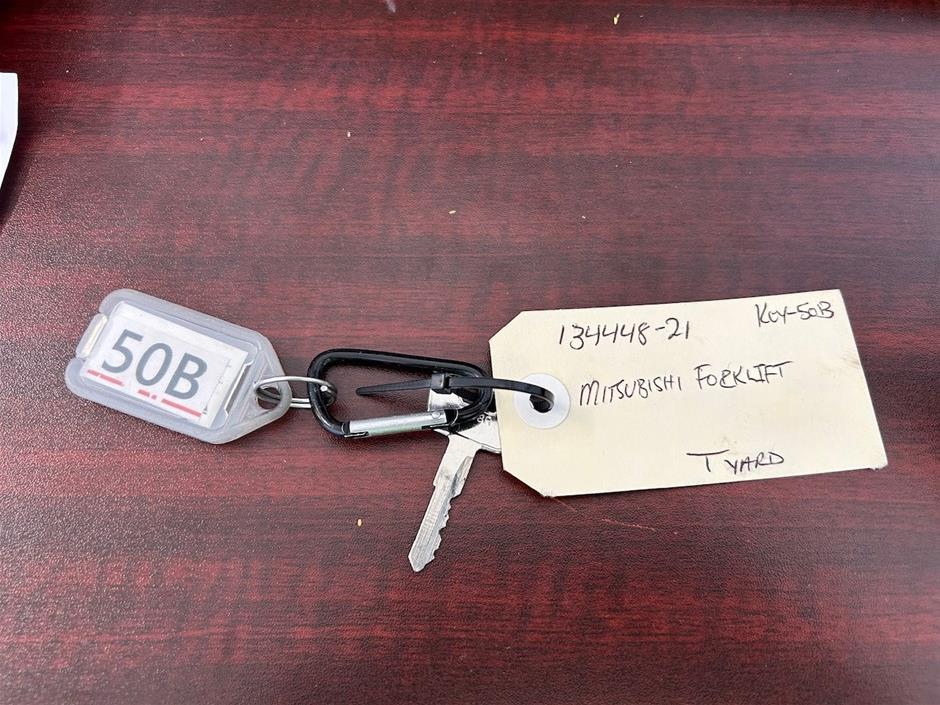 50B
134448-21 Key-50B
MITSUBISHI FORKLIFT
T YARD